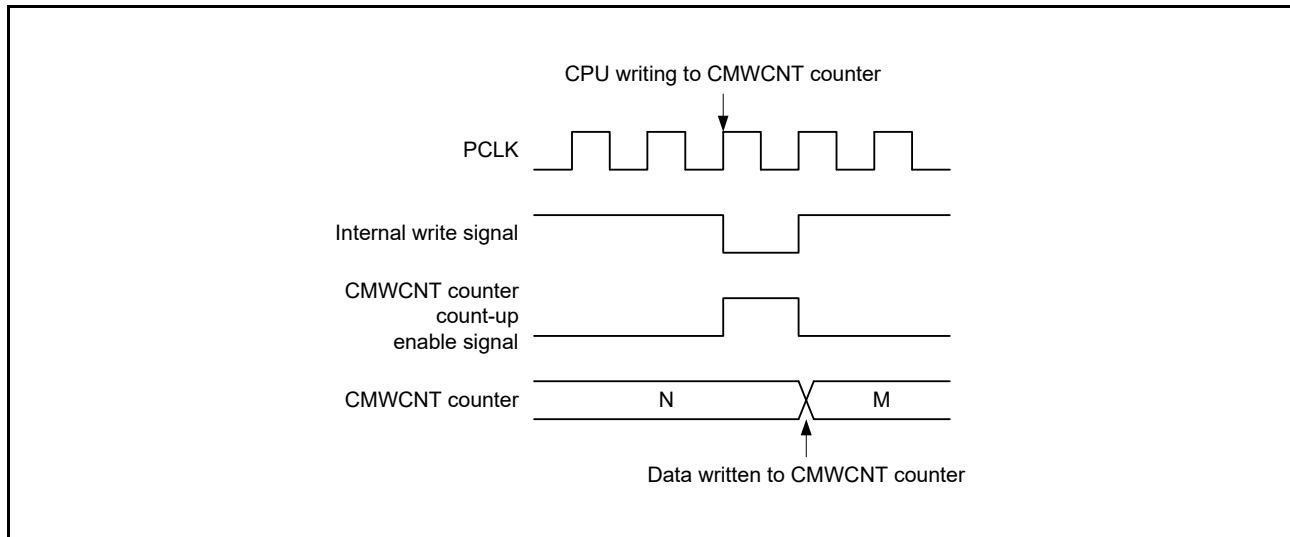 CPU writing to CMWCNT counter
PCLK
Internal write signal
CMWCNT counter
count-up
enable signal
CMWCNT counter
N
M
Data written to CMWCNT counter